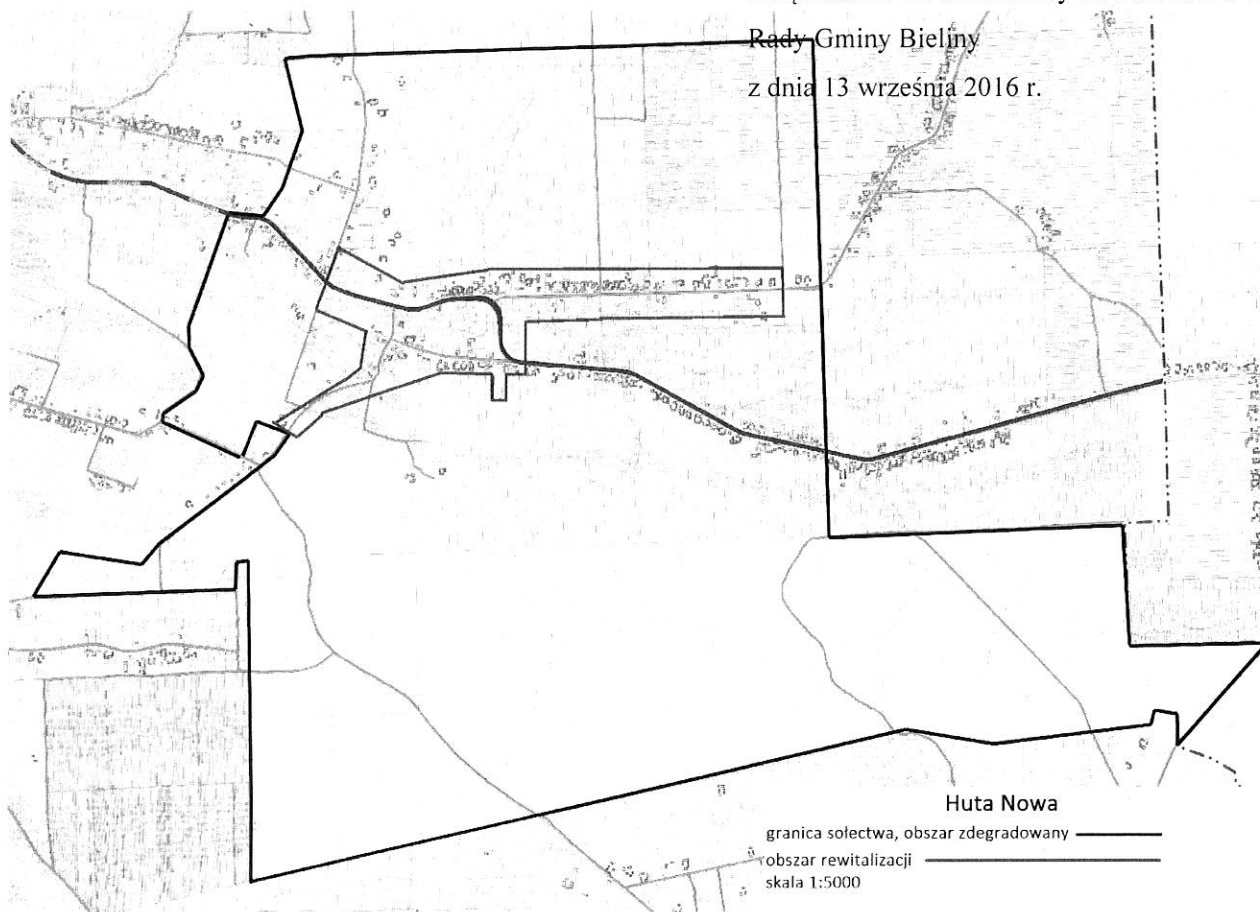 Rady Gminy Bieliny
z dnia 13 września 2016 r.
Huta Nowa
granica sołectwa, obszar zdegradowany
obszar rewitalizacji
skala 1:5000